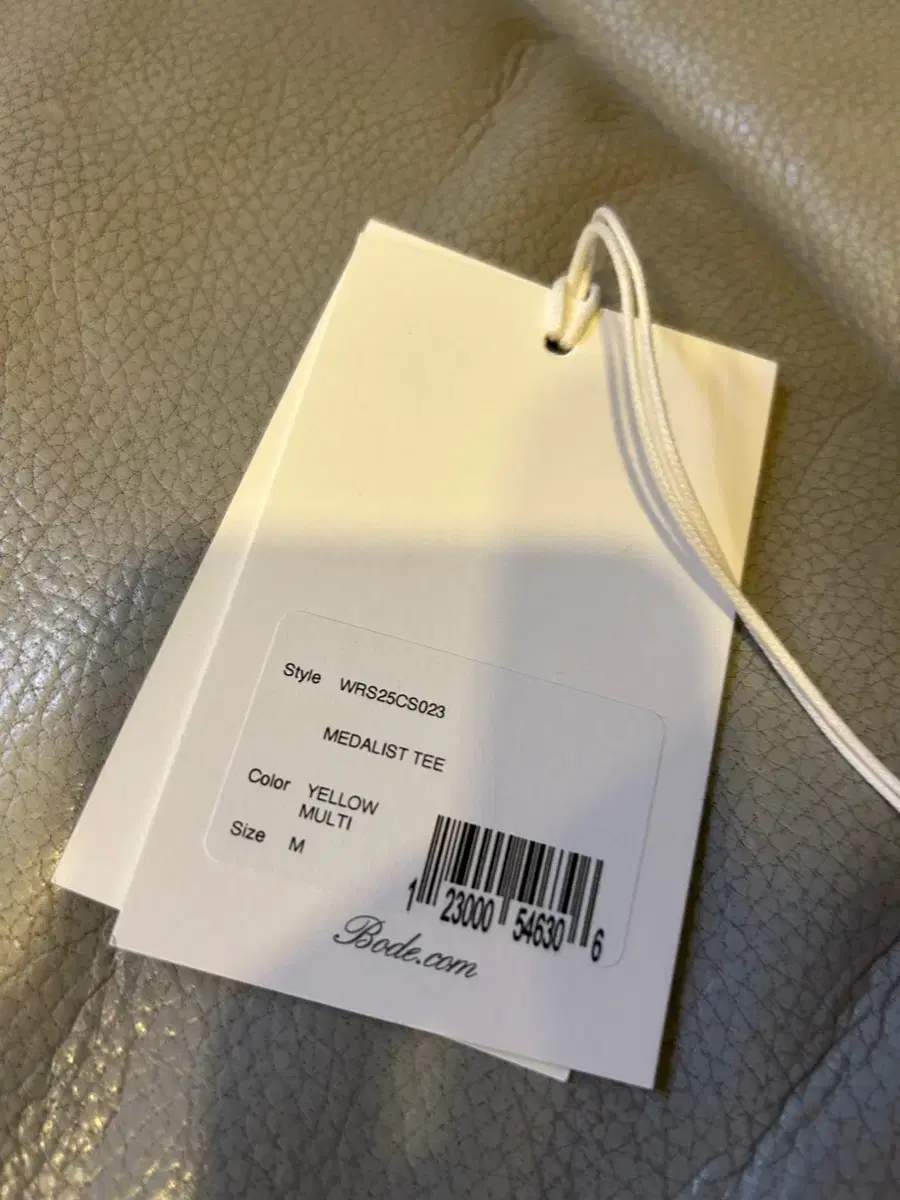 Style WRS25CS023
MEDALIST TEE
Color YELLOW
MULTI
Size M
1 23000 54630 6
Bode.com